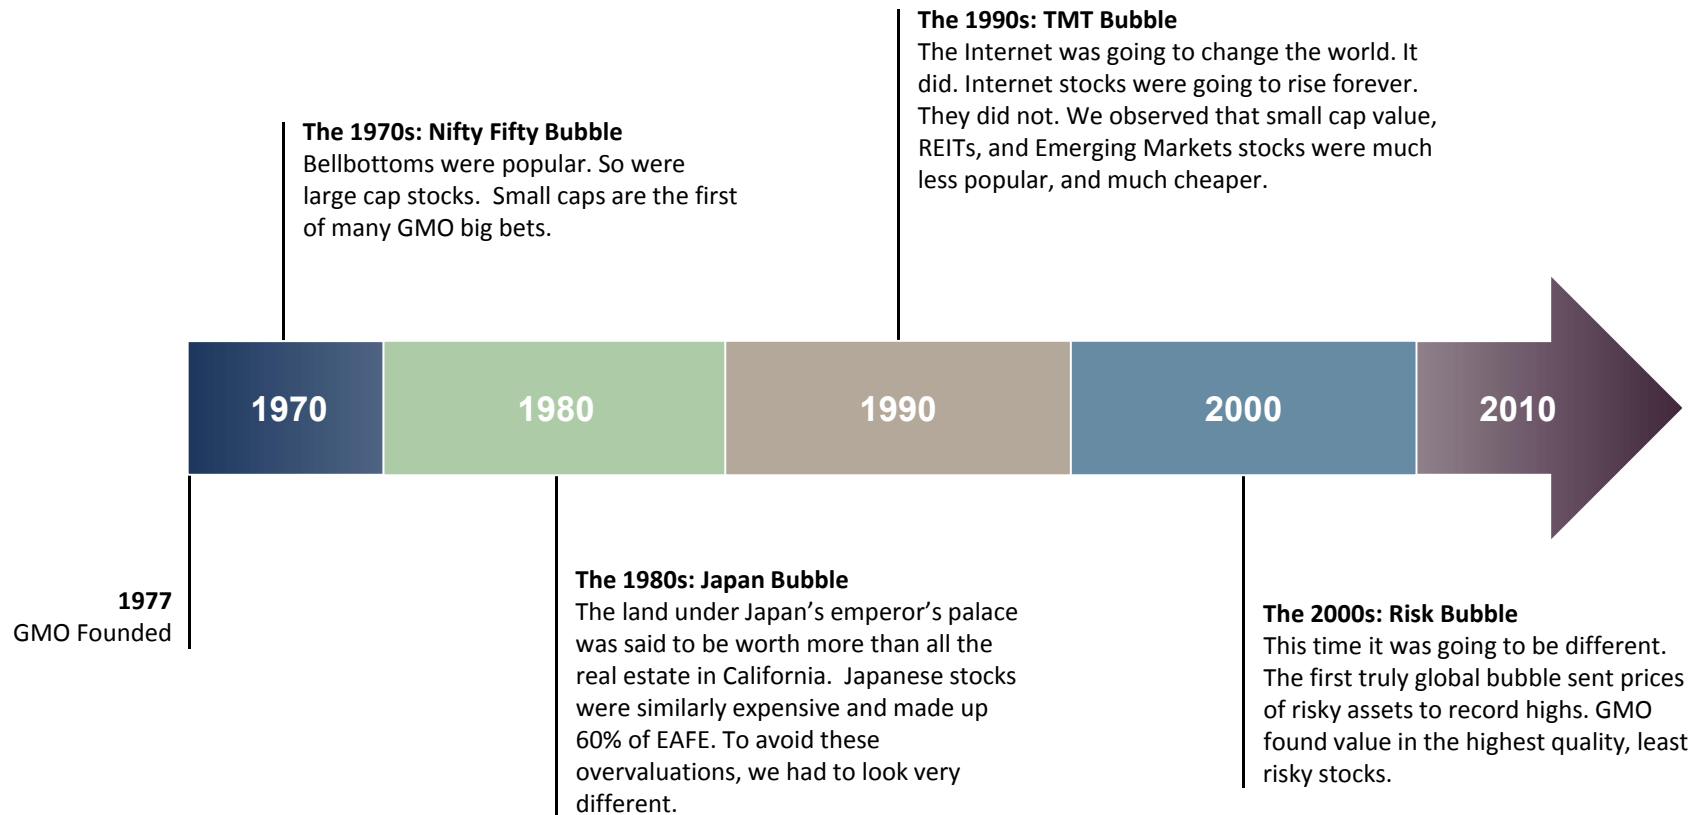 The 1990s: TMT Bubble
The Internet was going to change the world. It
did. Internet stocks were going to rise forever.
They did not. We observed that small cap value,
REITs, and Emerging Markets stocks were much
less popular, and much cheaper.
The 1970s: Nifty Fifty Bubble
Bellbottoms were popular. So were
large cap stocks.  Small caps are the first
of many GMO big bets.
1970
1980
1990
2000
2010
1977
GMO Founded
The 1980s: Japan Bubble
The land under Japan’s emperor’s palace
was said to be worth more than all the
real estate in California.  Japanese stocks
were similarly expensive and made up
60% of EAFE. To avoid these
overvaluations, we had to look very
different.
The 2000s: Risk Bubble
This time it was going to be different.
The first truly global bubble sent prices
of risky assets to record highs. GMO
found value in the highest quality, least
risky stocks.